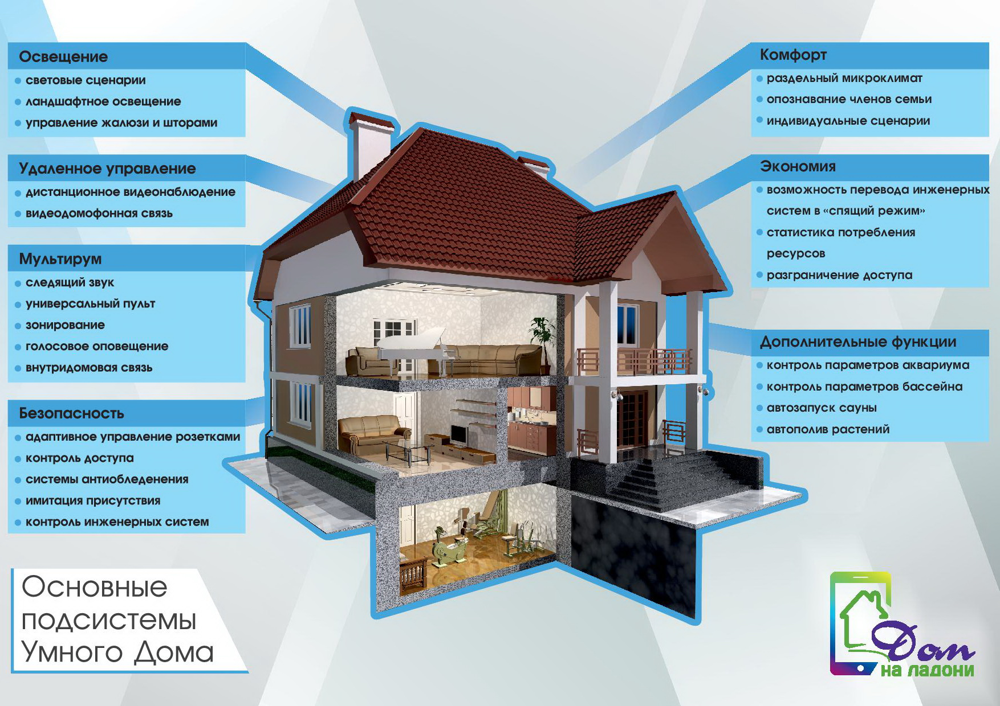 Освещение
световые сценарии
ландшафтное освещение
управление жалюзи и шторами
Удаленное управление
дистанционное видеонаблюдение
видеодомофонная связь
Мультирум
следящий звук
универсальный пульт
зонирование
голосовое оповещение
внутридомовая связь
Безопасность
адаптивное управление розетками
контроль доступа
системы антиобледенения
имитация присутствия
контроль инженерных систем
Основные
подсистемы
Умного Дома
Комфорт
раздельный микроклимат
опознавание членов семьи
индивидуальные сценарии
Экономия
возможность перевода инженерных
систем в «спящий режим»
статистика потребления
ресурсов
разграничение доступа
Дополнительные функции
контроль параметров аквариума
контроль параметров бассейна
автозапуск сауны
автополив растений
Дом
на ладони